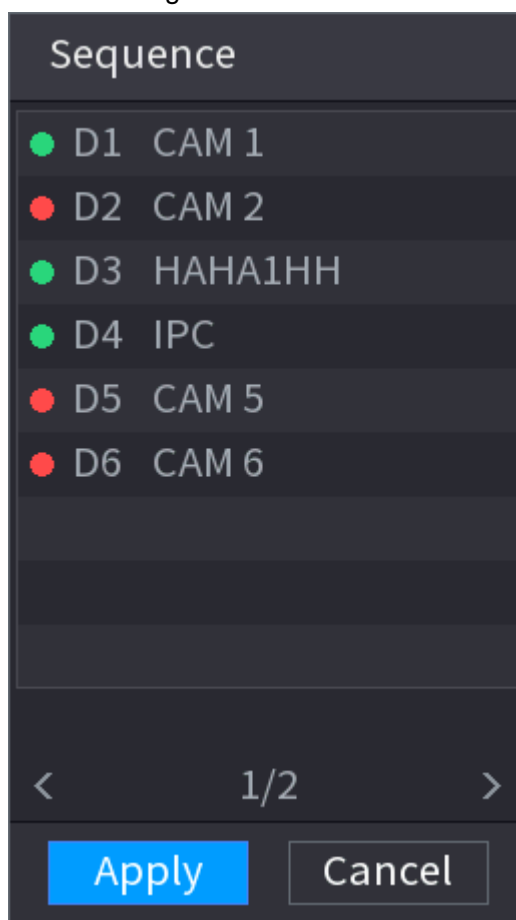 Sequence
D1 CAM 1
D2 CAM 2
D3 HAHA1HH
D4 IPC
D5 CAM 5
D6 CAM 6
< 1/2 >
Apply Cancel